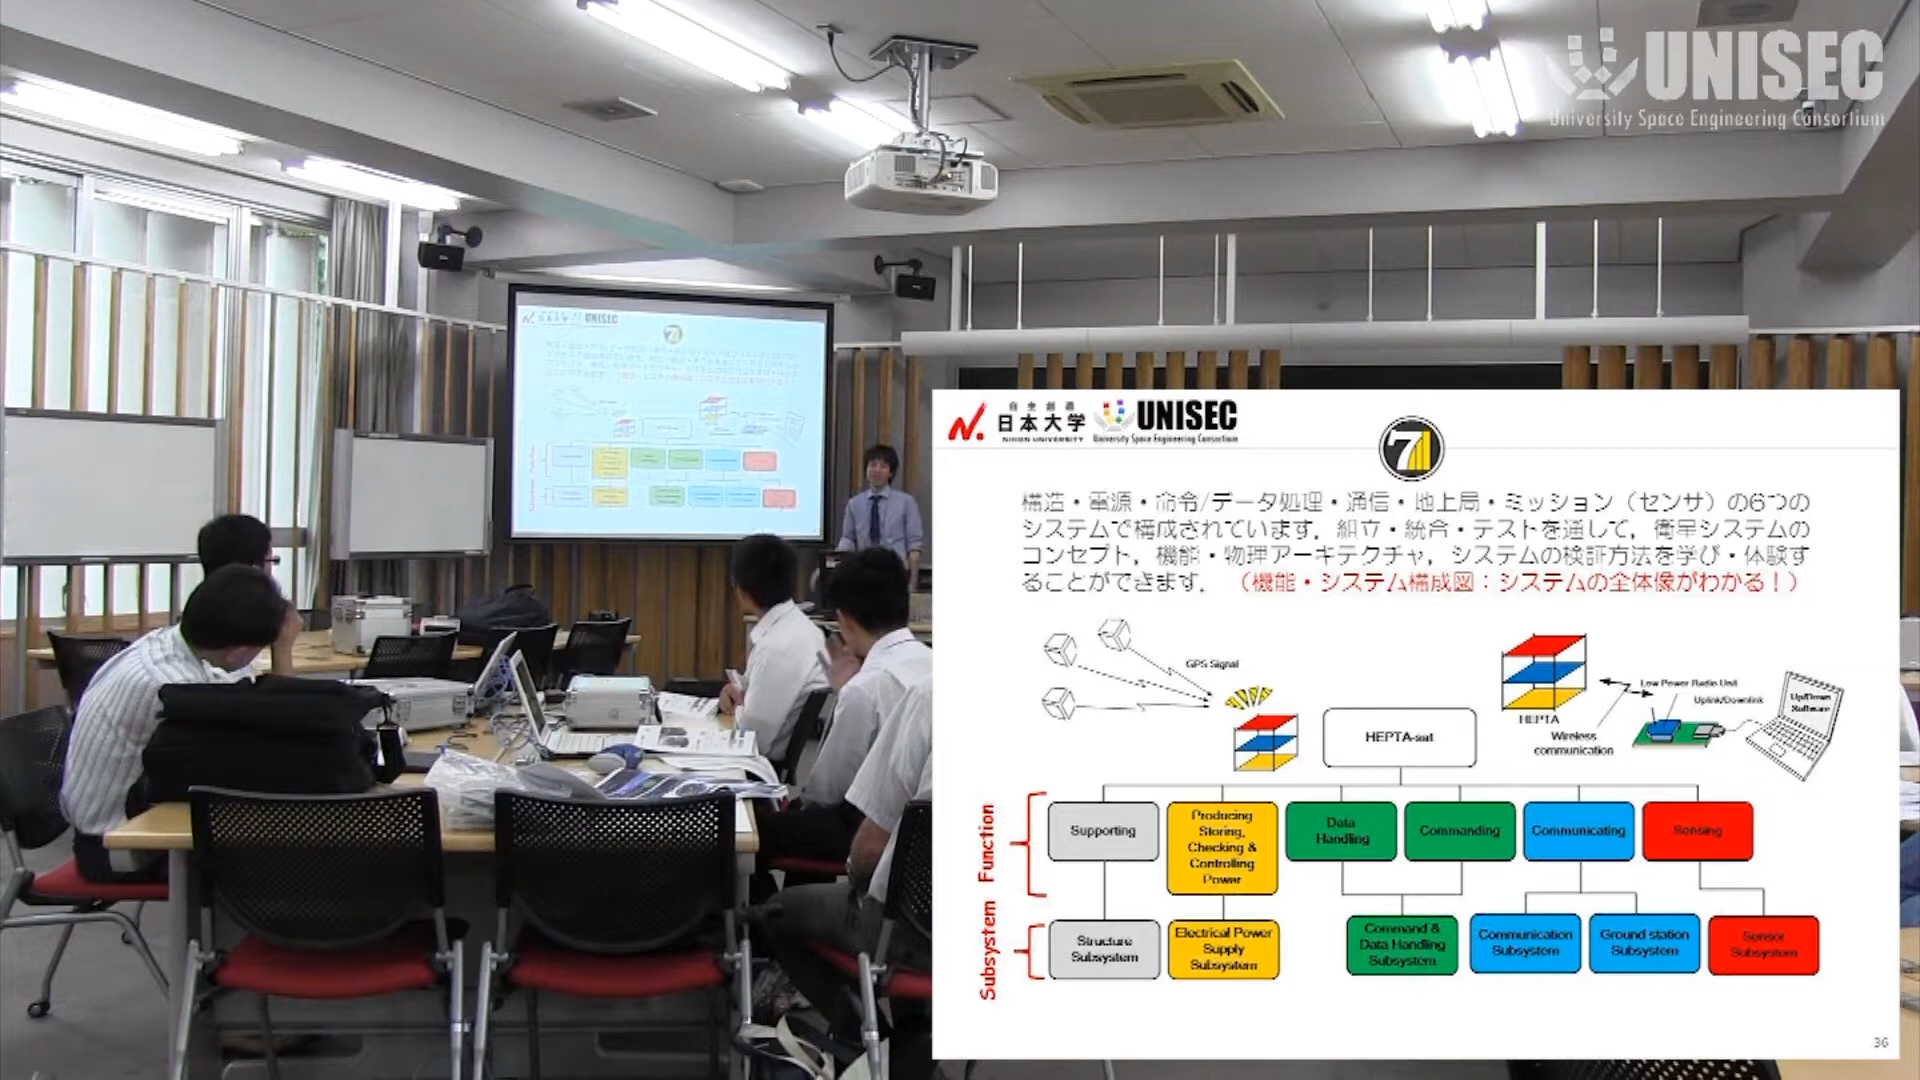 UNISEC
University Space Engineering Consortium
UNISEC
自主創造
日本大学
NIHON UNIVERSITY
UNISEC
University Space Engineering Consortium
7
構造・電源・命令/データ処理・通信・地上局・ミッション（センサ）の6つの
システムで構成されています．組立・統合・テストを通して，衛星システムの
コンセプト，機能・物理アーキテクチャ，システムの検証方法を学び・体験す
ることができます．（機能・システム構成図：システムの全体像がわかる！）
GPS Signal
HEPTA
Wireless
communication
Low Power Radio Unit
Uplink/Downlink
Up/Down
Software
HEPTA-sat
Function
Supporting
Producing
Storing,
Checking &
Controlling
Power
Data
Handling
Commanding
Communicating
Sensing
Subsystem
Structure
Subsystem
Electrical Power
Supply
Subsystem
Command &
Data Handling
Subsystem
Communication
Subsystem
Ground station
Subsystem
Sensor
Subsystem
36